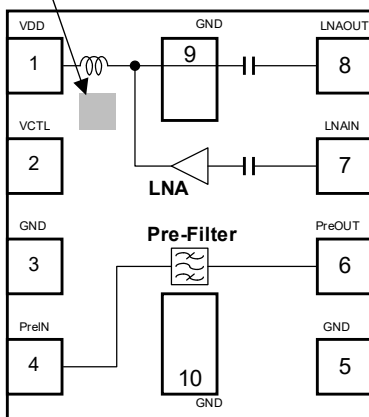 VDD
1
GND
9
LNAOUT
8
VCTL
2
LNA
LNAIN
7
GND
3
Pre-Filter
PreOUT
6
PreIN
4
10
GND
GND
5